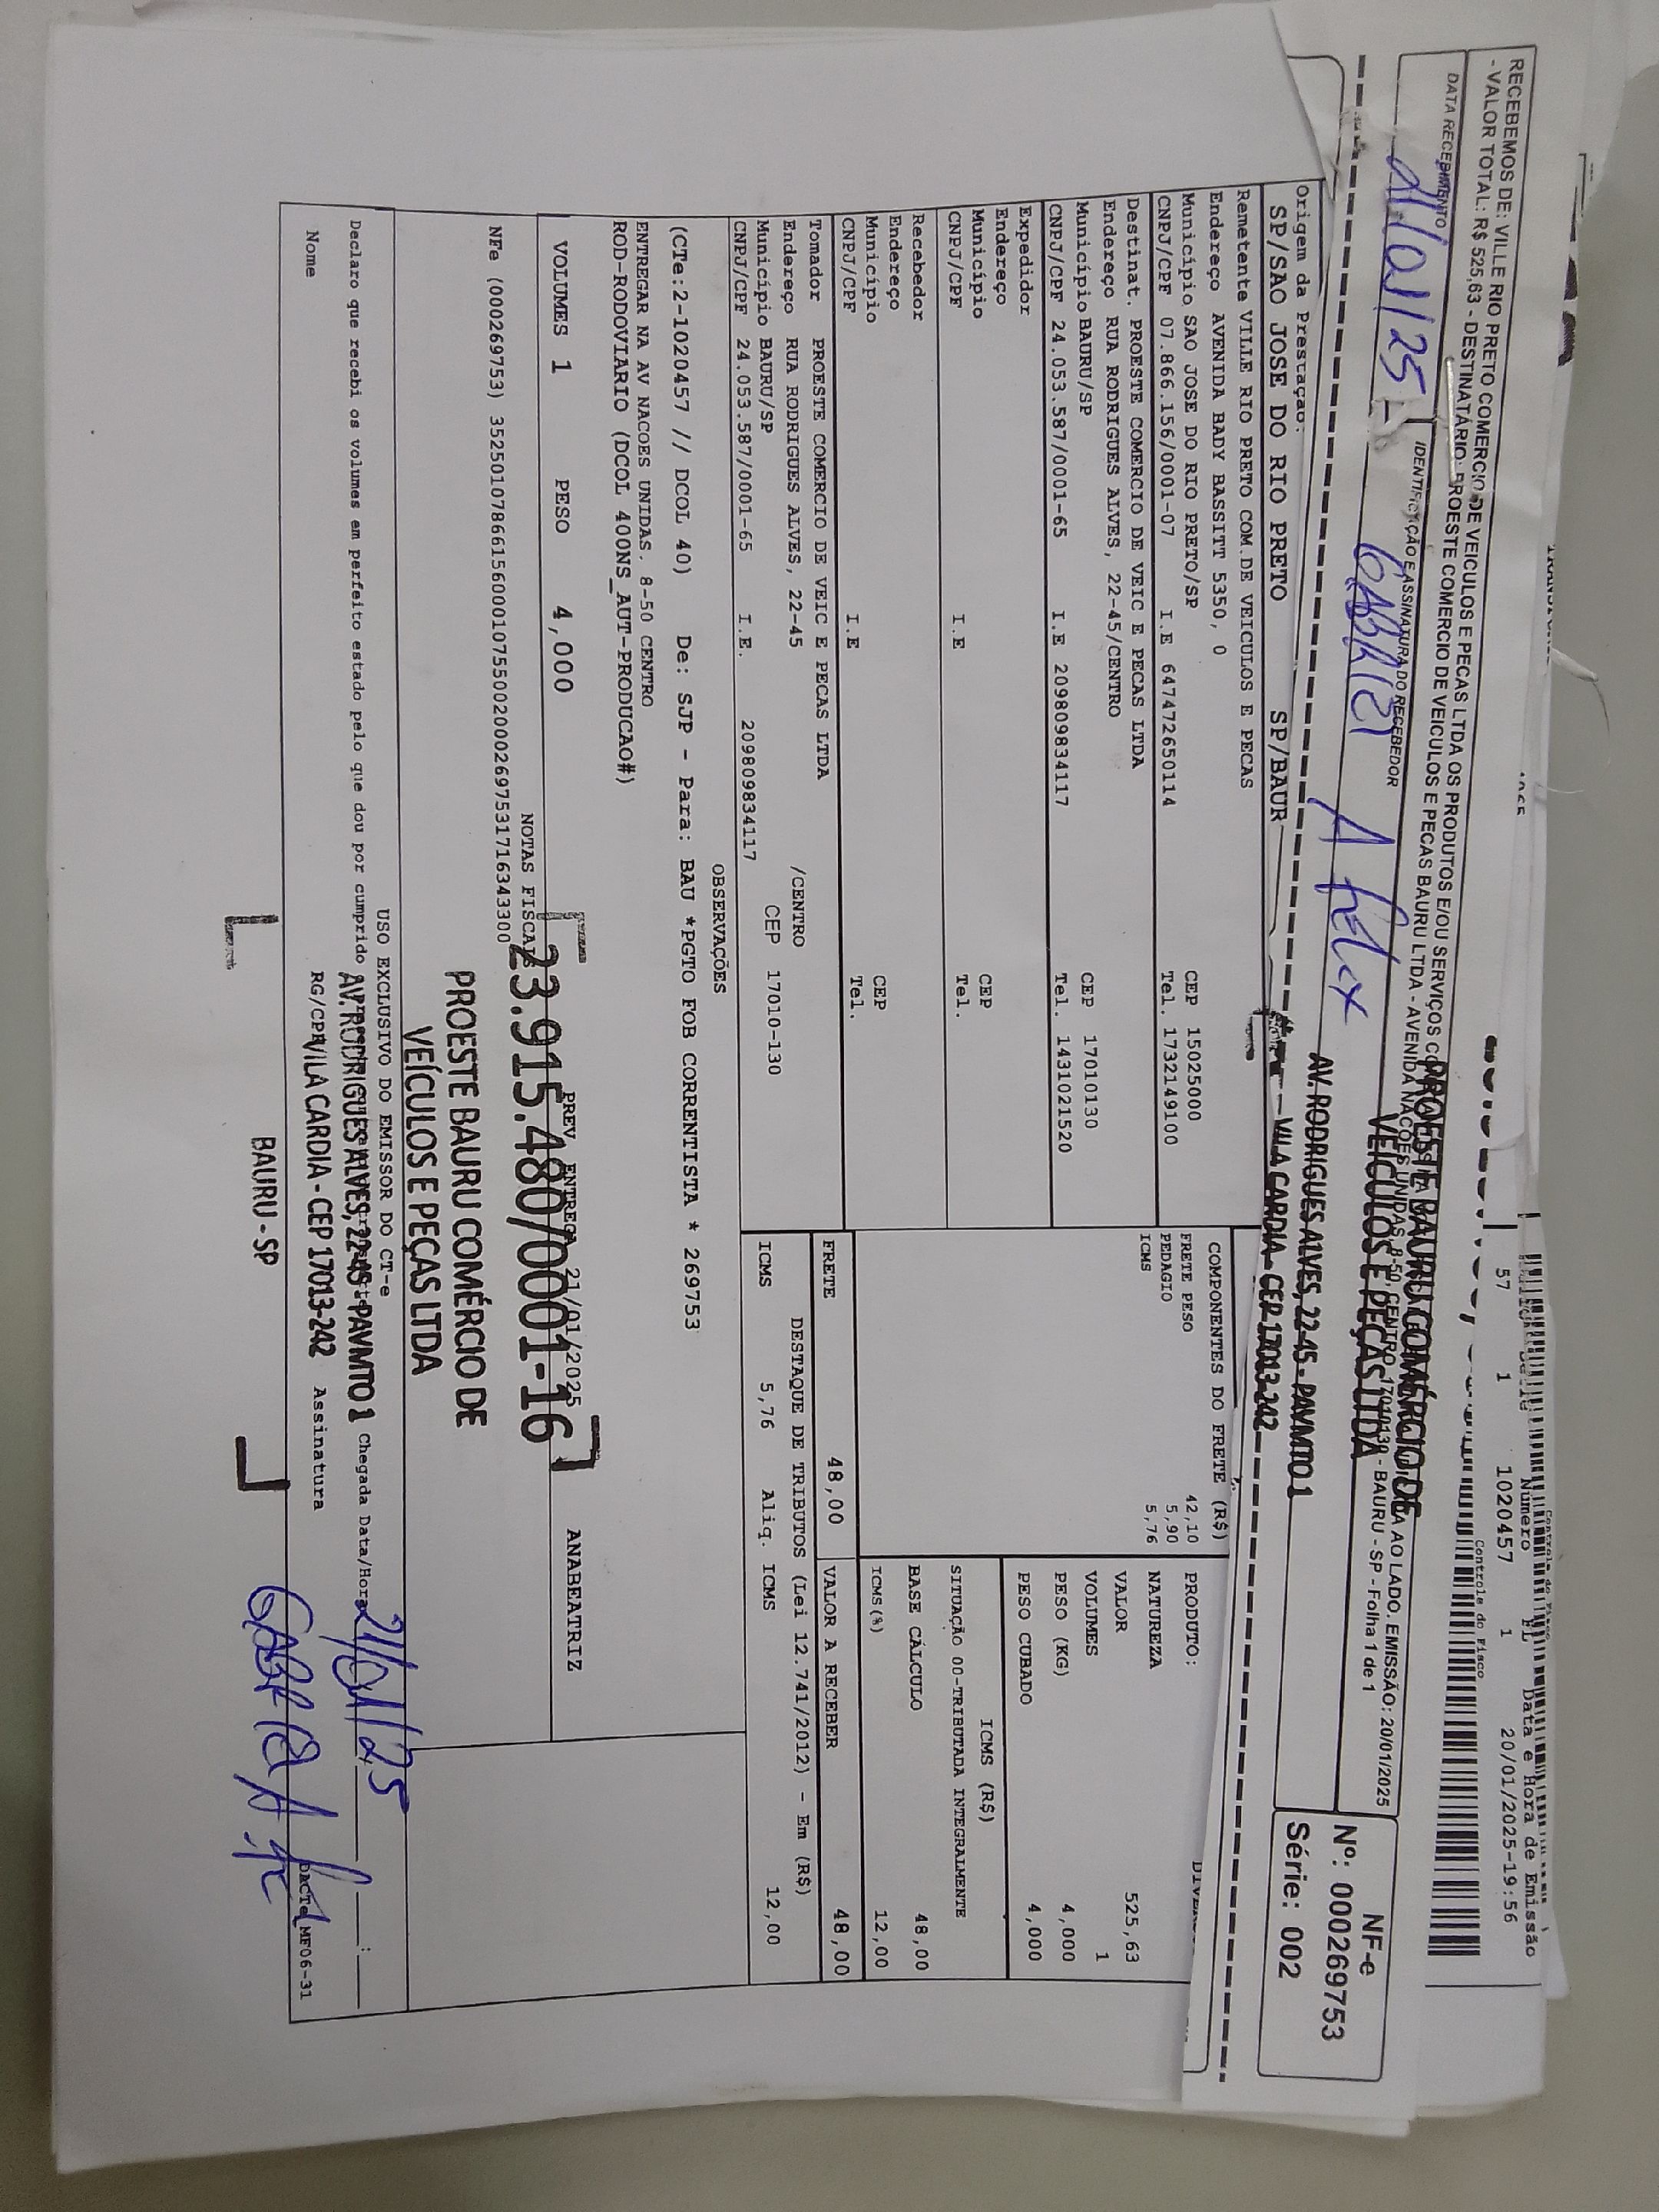 RECEBEMOS DE: VILLE RIO PRETO COMERCIO DE VEICULOS E PECAS LTDA OS PRODUTOS E/OU SERVIÇOS AO LADO. EMISSÃO: 20/01/2025
- VALOR TOTAL: R$ 525,63 - DESTINATÁRIO: PROESTE COMERCIO DE VEICULOS E PECAS BAURU LTDA - AVENIDA NACOES UNIDAS, 8-50, CENTRO, - BAURU - SP - Folha 1 de 1
DATA RECEBIMENTO
IDENTIFICAÇÃO E ASSINATURA DO RECEBEDOR
21/01/25
GABRIEL A
NF-e
Nº: 000269753
Série: 002
PROESTE BAURU COMÉRCIO DE
VEÍCULOS E PEÇAS LTDA
AV. RODRIGUES ALVES, 22-45 - PAVMTO 1
VILA CARDIA - CEP 17013-242
Controle do Fisco
Número
FL
Data e Hora de Emissão
57 1 1020457 1 20/01/2025-19:56
Origem da Prestação:
SP/SAO JOSE DO RIO PRETO SP/BAUR
Remetente VILLE RIO PRETO COM.DE VEICULOS E PECAS
Endereço AVENIDA BADY BASSITT 5350, 0
Município SAO JOSE DO RIO PRETO/SP CEP 15025000
CNPJ/CPF 07.866.156/0001-07 I.E 647472650114 Tel. 1732149100
Destinat. PROESTE COMERCIO DE VEIC E PECAS LTDA
Endereço RUA RODRIGUES ALVES, 22-45/CENTRO
Município BAURU/SP CEP 17010130
CNPJ/CPF 24.053.587/0001-65 I.E 209809834117 Tel. 1431021520
Expedidor
Endereço
Município CEP
CNPJ/CPF I.E Tel.
Recebedor
Endereço
Município CEP
CNPJ/CPF I.E Tel.
Tomador PROESTE COMERCIO DE VEIC E PECAS LTDA
Endereço RUA RODRIGUES ALVES, 22-45 /CENTRO
Município BAURU/SP CEP 17010-130
CNPJ/CPF 24.053.587/0001-65 I.E. 209809834117
COMPONENTES DO FRETE (R$)
FRETE PESO 42,10
PEDAGIO 5,90
ICMS 5,76
PRODUTO:
NATUREZA
VALOR 525,63
VOLUMES 1
PESO (KG) 4,000
PESO CUBADO 4,000
ICMS (R$)
SITUAÇÃO 00-TRIBUTADA INTEGRALMENTE
BASE CÁLCULO 48,00
ICMS(%) 12,00
FRETE 48,00
VALOR A RECEBER 48,00
DESTAQUE DE TRIBUTOS (Lei 12.741/2012) - Em (R$)
ICMS 5,76 Aliq. ICMS 12,00
OBSERVAÇÕES
(CTe:2-1020457 // DCOL 40) De: SJP - Para: BAU *PGTO FOB CORRENTISTA * 269753
ENTREGAR NA AV NACOES UNIDAS, 8-50 CENTRO
ROD-RODOVIARIO (DCOL 400NS_AUT-PRODUCAO#)
VOLUMES 1 PESO 4,000 PREV ENTREGA 21/01/2025 ANABEATRIZ
NOTAS FISCAIS
NFe (000269753) 35250107866156000107550020002697531716343300
23.915.480/0001-16
PROESTE BAURU COMÉRCIO DE
VEÍCULOS E PEÇAS LTDA
AV. RODRIGUES ALVES, 22-45 - PAVMTO 1
VILA CARDIA - CEP 17013-242
BAURU - SP
USO EXCLUSIVO DO EMISSOR DO CT-e
Declaro que recebi os volumes em perfeito estado pelo que dou por cumprido Chegada Data/Hora 21/01/25
Nome RG/CPF Assinatura
DACTe MF06-31